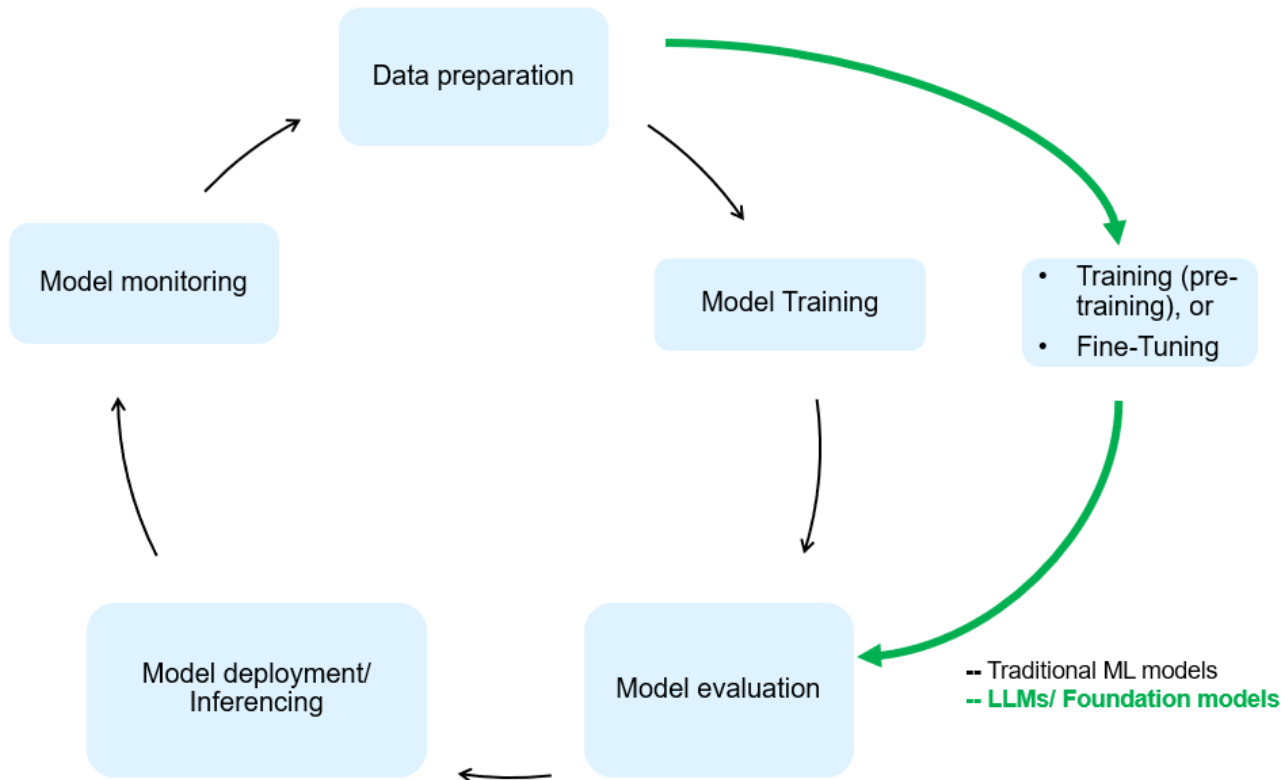 Data preparation
Model monitoring
Model Training
• Training (pre-
training), or
• Fine-Tuning
Model deployment/
Inferencing
Model evaluation
-- Traditional ML models
-- LLMs/ Foundation models